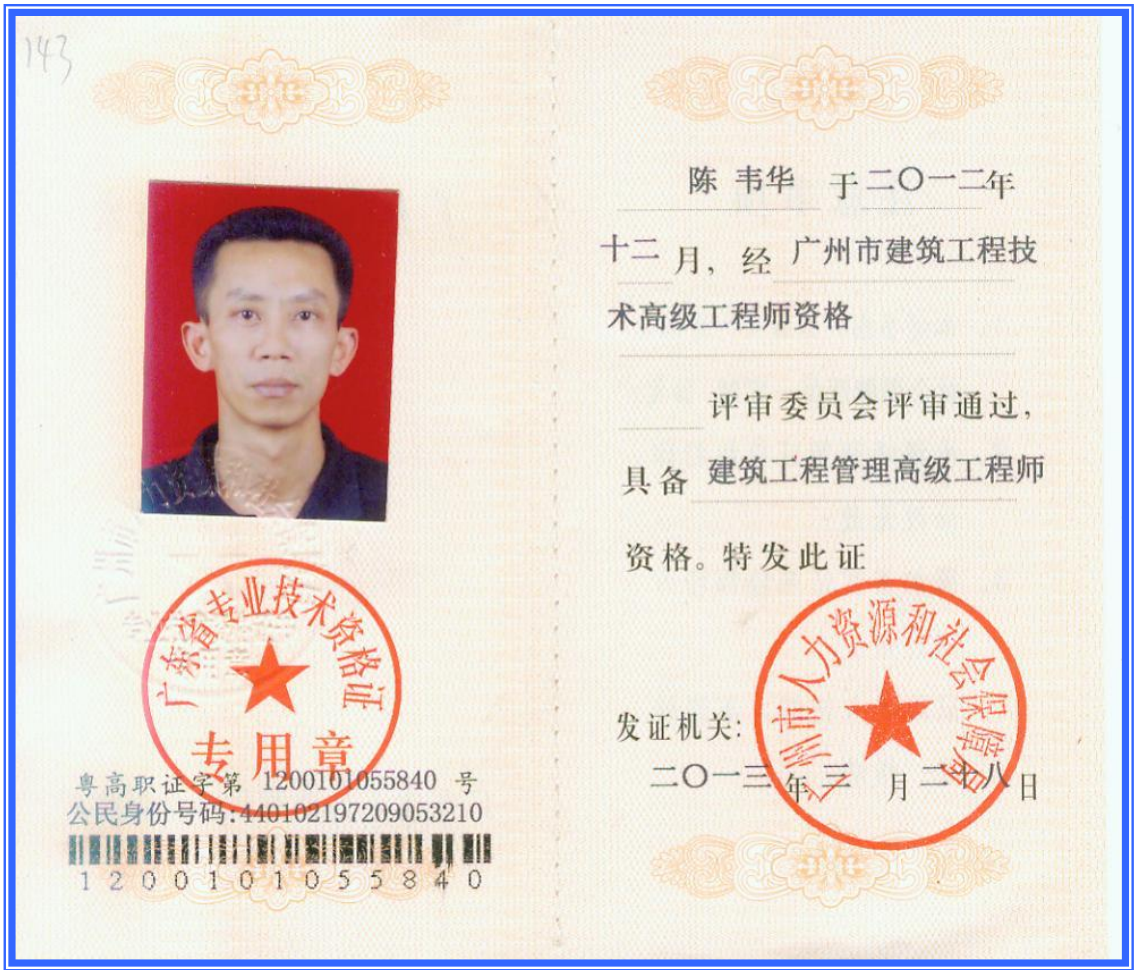 143
广东省专业技术资格证
专用章
粤高职证字第 1200101055840 号
公民身份号码:440102197209053210
1200101055840
陈 韦华 于二〇一二年
十二月，经广州市建筑工程技
术高级工程师资格
评审委员会评审通过，
具备 建筑工程管理高级工程师
资格。特发此证
广州市人力资源和社会保障局
发证机关:
二〇一三年三月二十八日